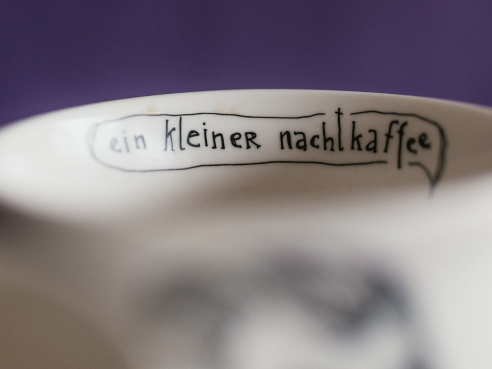 ein kleiner nachtkaffee